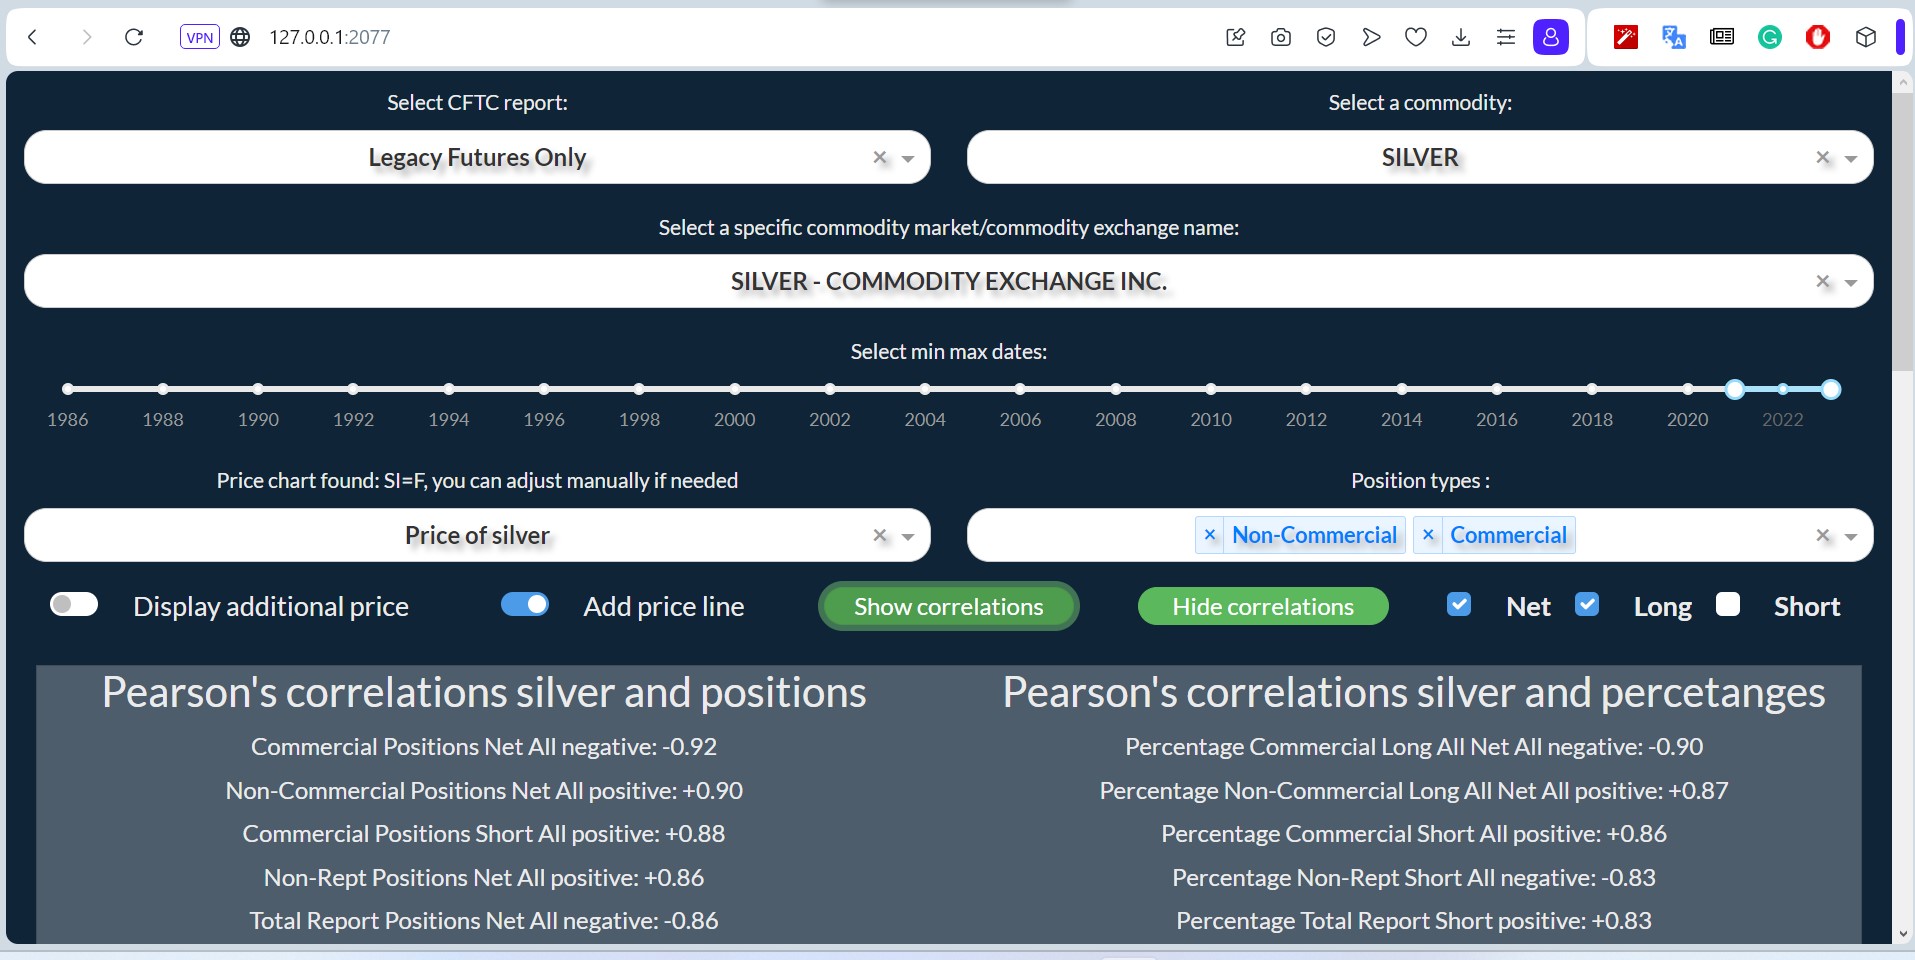 VPN 127.0.0.1:2077
Select CFTC report: Select a commodity:
Legacy Futures Only × SILVER ×
Select a specific commodity market/commodity exchange name:
SILVER - COMMODITY EXCHANGE INC. ×
Select min max dates:
1986 1988 1990 1992 1994 1996 1998 2000 2002 2004 2006 2008 2010 2012 2014 2016 2018 2020 2022
Price chart found: SI=F, you can adjust manually if needed Position types :
Price of silver × × Non-Commercial × Commercial ×
Display additional price Add price line Show correlations Hide correlations Net Long Short
Pearson's correlations silver and positions
Commercial Positions Net All negative: -0.92
Non-Commercial Positions Net All positive: +0.90
Commercial Positions Short All positive: +0.88
Non-Rept Positions Net All positive: +0.86
Total Report Positions Net All negative: -0.86
Pearson's correlations silver and percetanges
Percentage Commercial Long All Net All negative: -0.90
Percentage Non-Commercial Long All Net All positive: +0.87
Percentage Commercial Short All positive: +0.86
Percentage Non-Rept Short All negative: -0.83
Percentage Total Report Short positive: +0.83